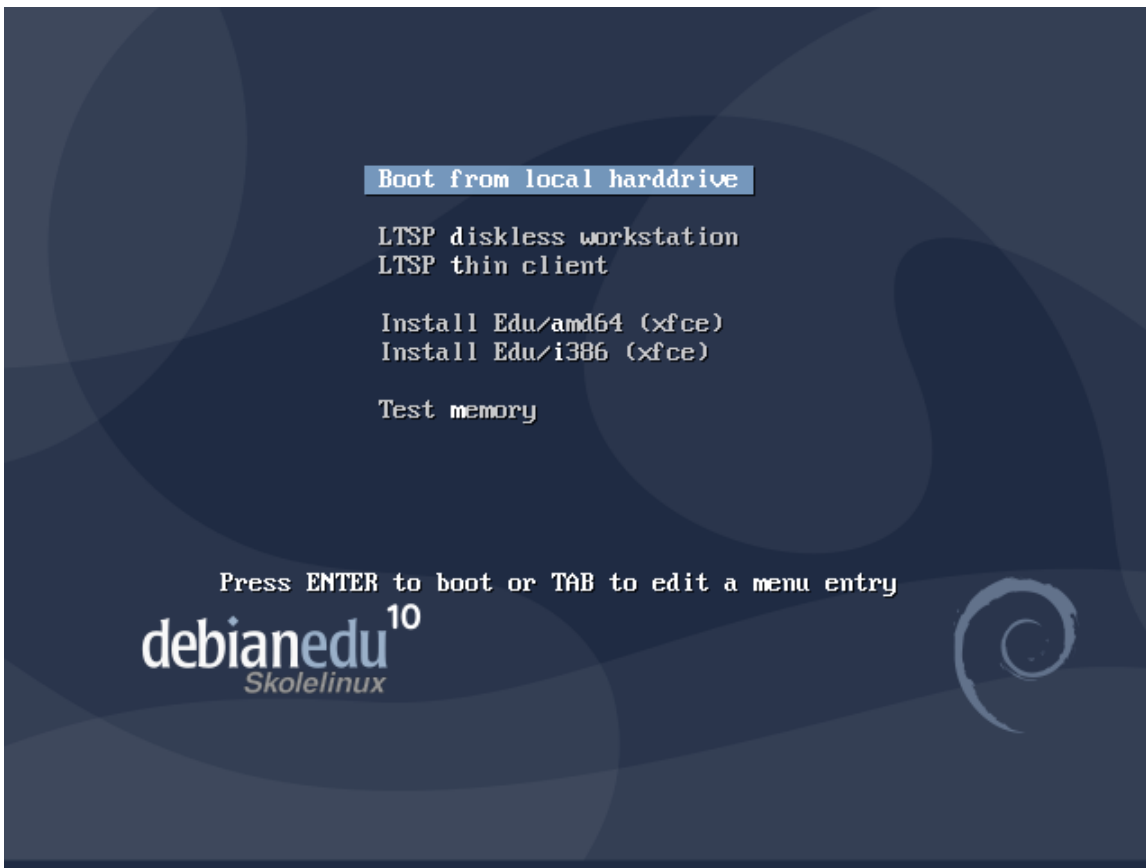 Boot from local harddrive
LTSP diskless workstation
LTSP thin client
Install Edu/amd64 (xfce)
Install Edu/i386 (xfce)
Test memory
Press ENTER to boot or TAB to edit a menu entry
debianedu 10
Skolelinux